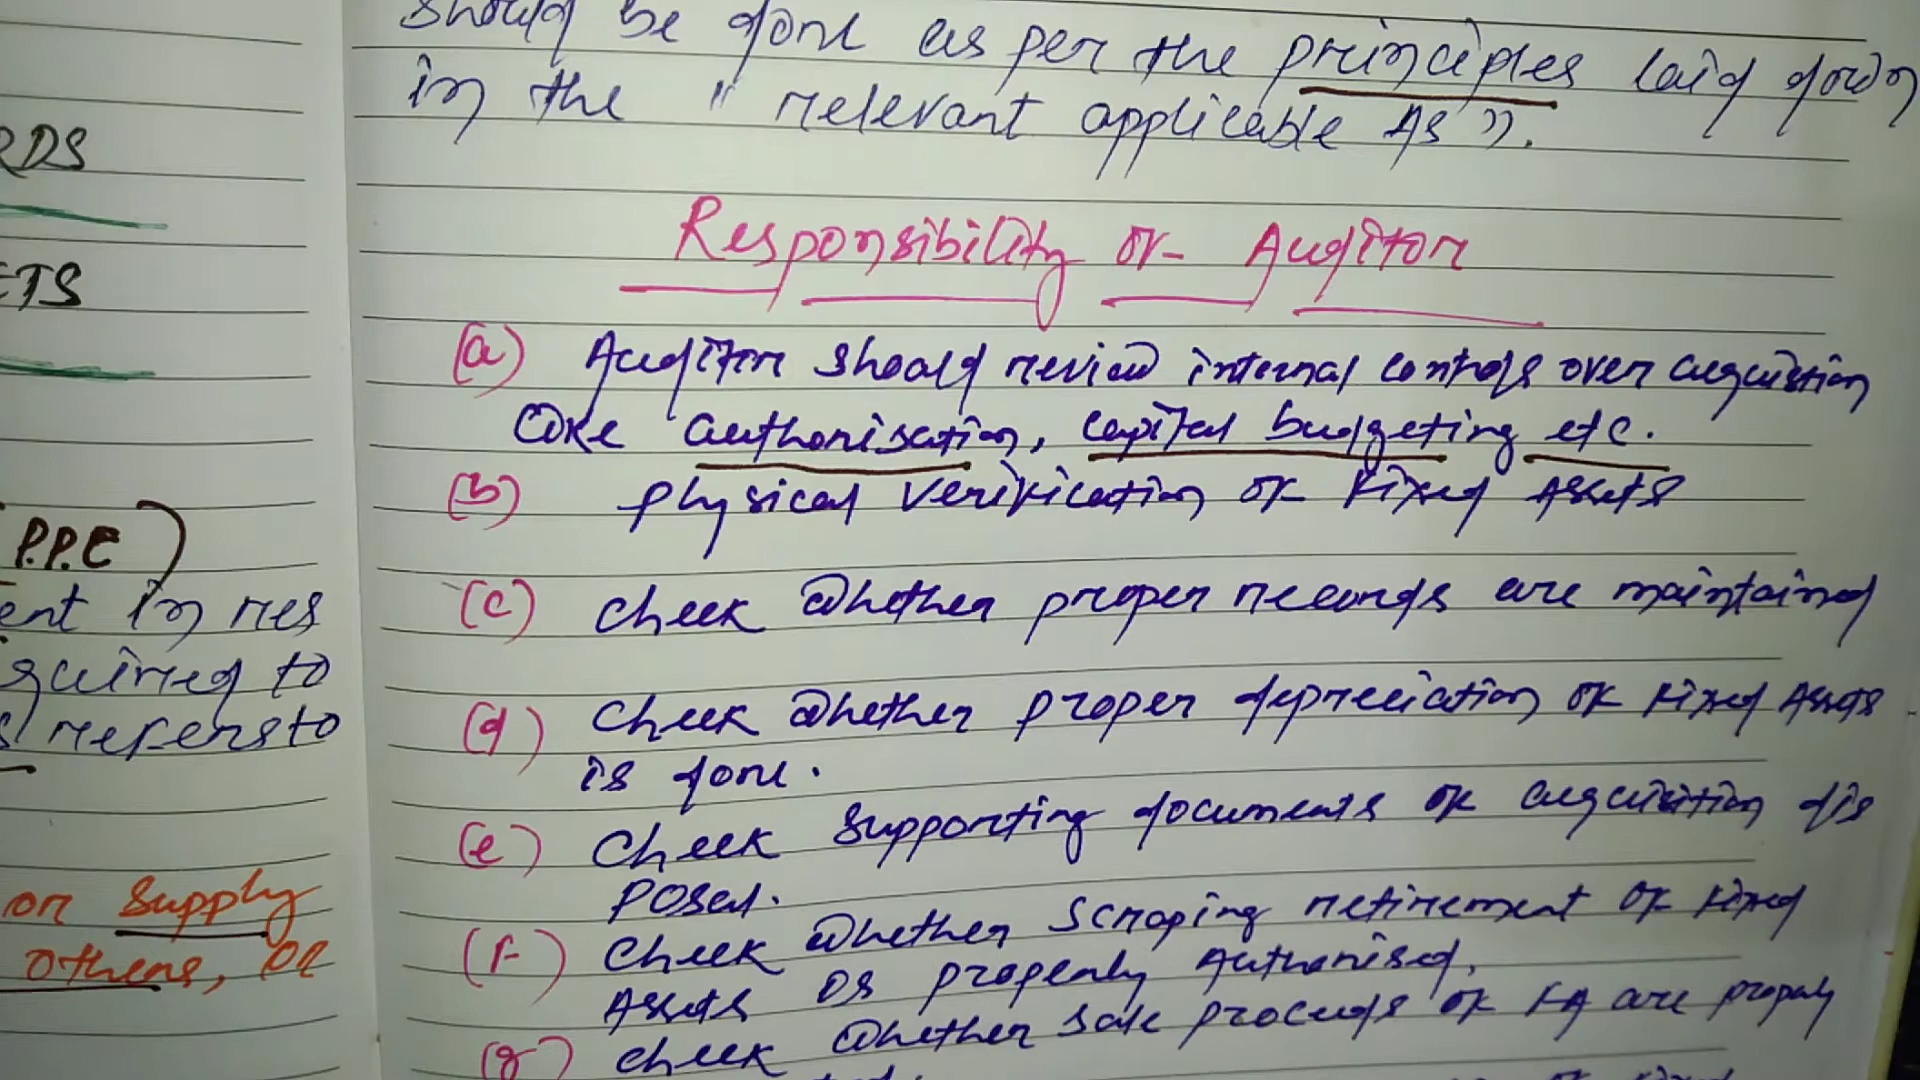 RDS
ETS
P.P.E)
ent in res
quired to
refers to
or supply
others, or
should be done as per the principles laid down
in the "relevant applicable AS".
Responsibility of Auditor
(a) Auditor should review internal controls over acquisition
like authorisation, capital budgeting etc.
(b) Physical verification of Fixed Assets
(c) Check whether proper records are maintained
(d) Check whether proper depreciation of Fixed Assets
is done.
(e) Check supporting documents of acquisition dis
posal.
(f) Check whether scraping retirement of Fixed
Assets is properly Authorised.
(g) Check whether sale proceeds of FA are properly